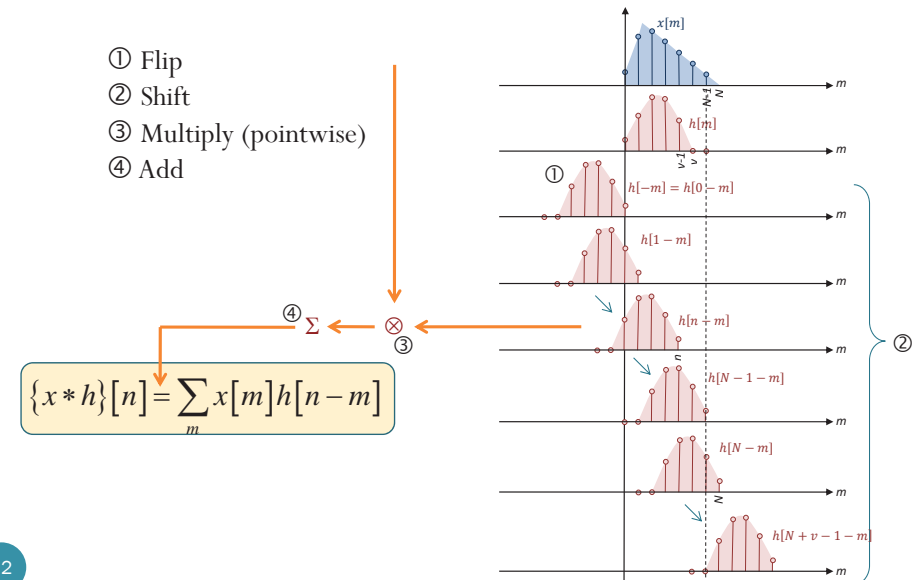 ① Flip
② Shift
③ Multiply (pointwise)
④ Add
x[m]
m
N-1
N
h[m]
m
v-1
v
①
h[−m] = h[0 − m]
m
h[1 − m]
m
④
Σ
⊗
③
h[n − m]
m
n
②
{x * h}[n] = ∑ x[m]h[n − m]
m
h[N − 1 − m]
m
h[N − m]
m
N
h[N + v − 1 − m]
m
2